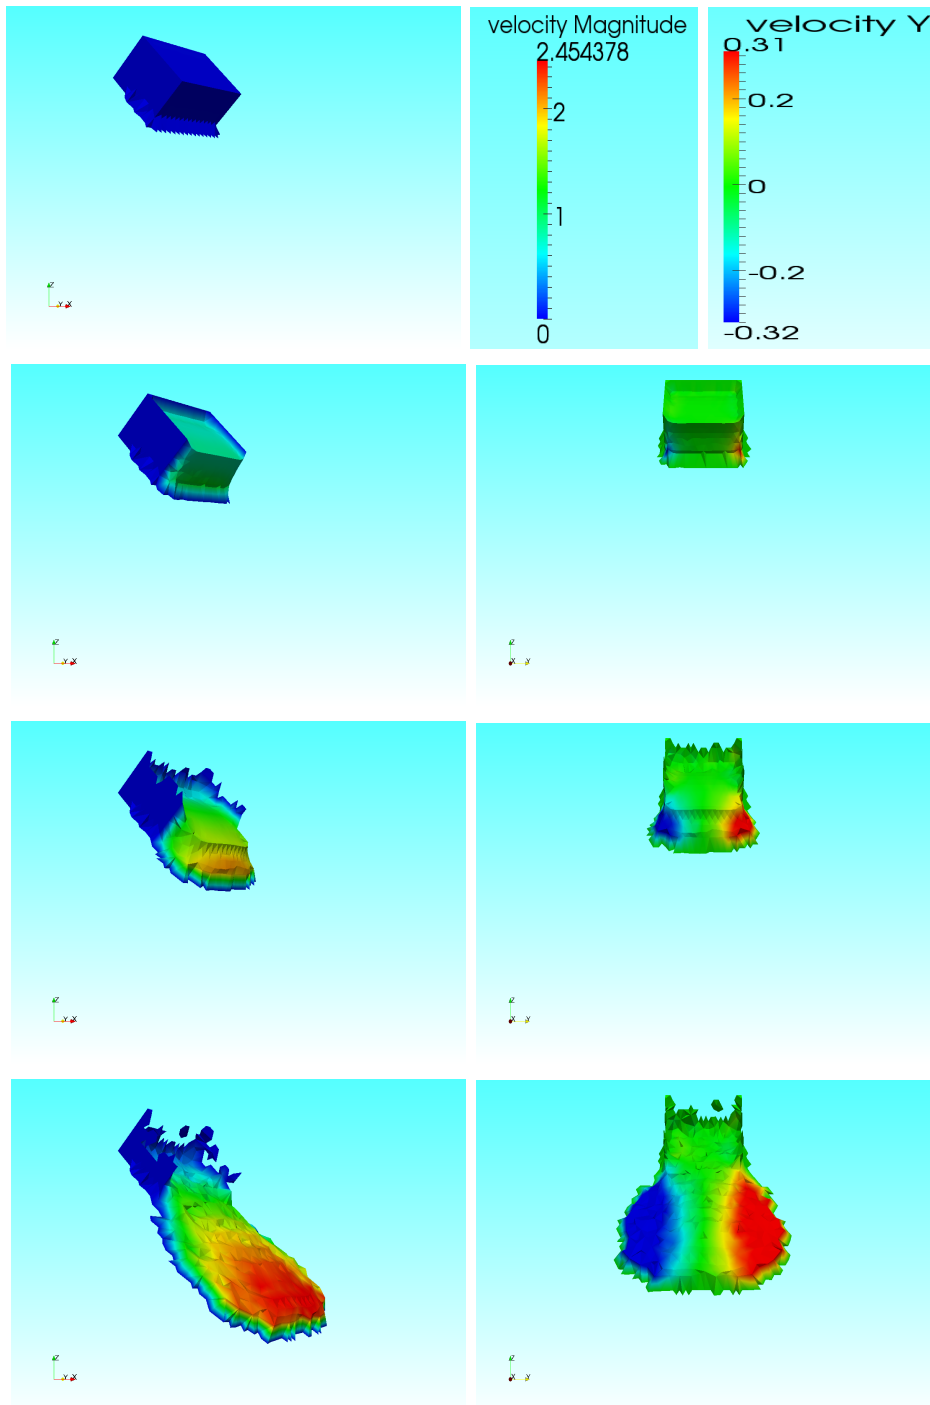 velocity Magnitude
2.454378
2
1
0
velocity Y
0.31
0.2
0
-0.2
-0.32
Z
Y X
Z
Y X
Z
X Y
Z
Y X
Z
X Y
Z
Y X
Z
X Y